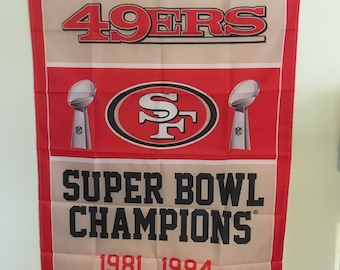 49ERS
SF
SUPER BOWL
CHAMPIONS®
1981 1984